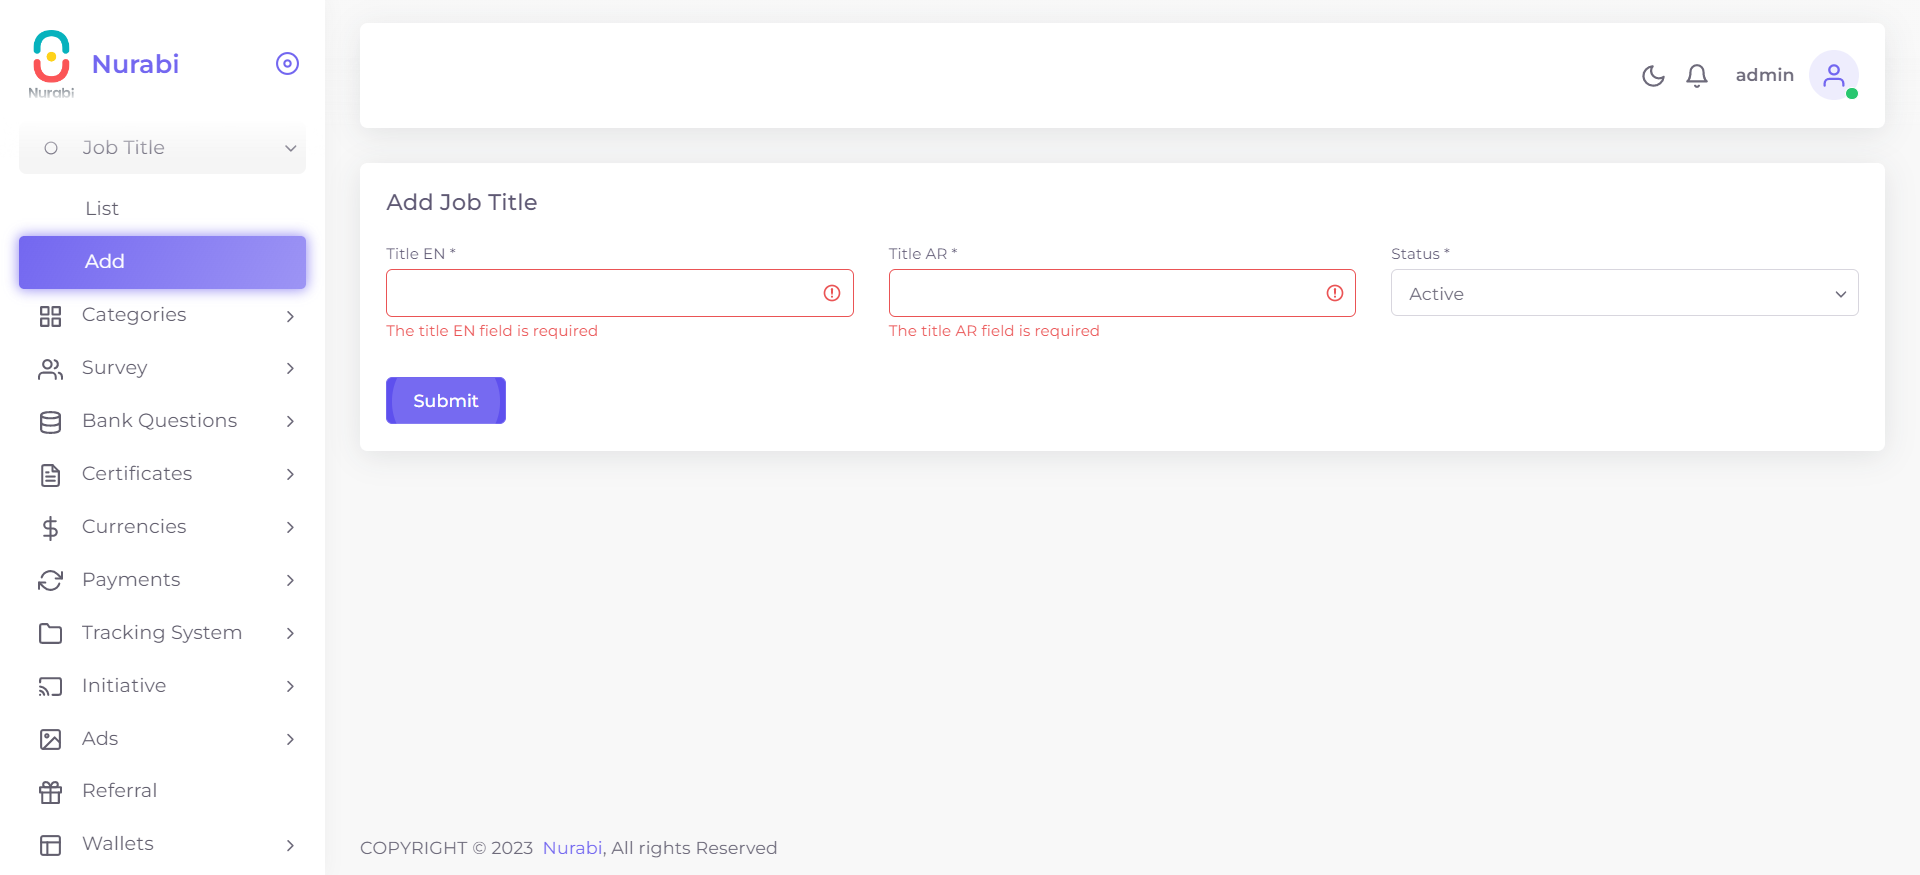 Nurabi
Nurabi
Job Title
List
Add
Categories
Survey
Bank Questions
Certificates
Currencies
Payments
Tracking System
Initiative
Ads
Referral
Wallets
admin
Add Job Title
Title EN *
The title EN field is required
Title AR *
The title AR field is required
Status *
Active
Submit
COPYRIGHT © 2023 Nurabi, All rights Reserved